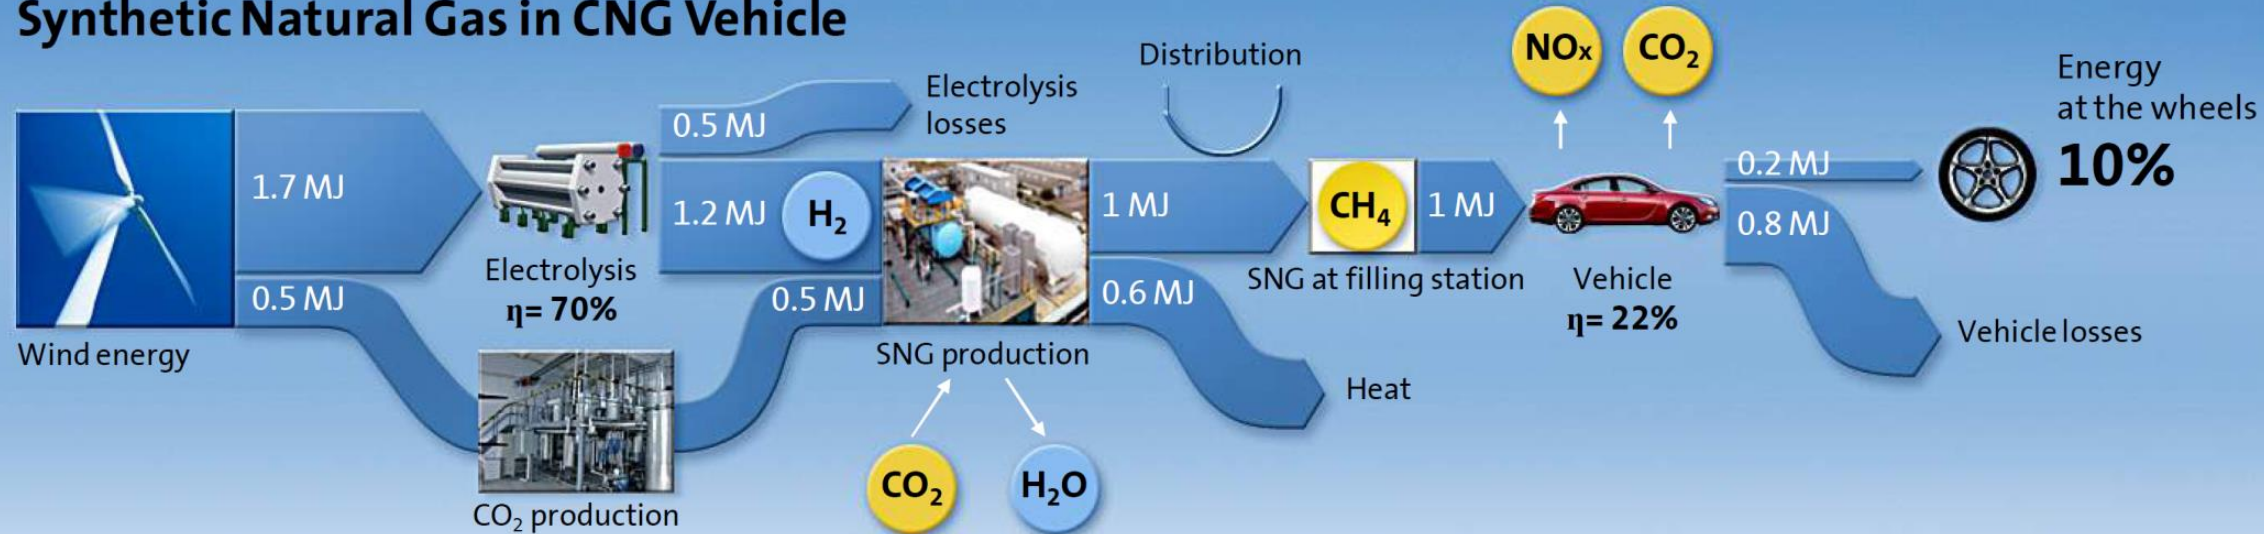 Synthetic Natural Gas in CNG Vehicle
Wind energy
1.7 MJ
0.5 MJ
Electrolysis
η= 70%
CO₂ production
0.5 MJ
Electrolysis
losses
1.2 MJ
H₂
0.5 MJ
SNG production
CO₂
H₂O
Distribution
1 MJ
0.6 MJ
Heat
CH₄
SNG at filling station
1 MJ
NOx
CO₂
Vehicle
η= 22%
0.2 MJ
0.8 MJ
Vehicle losses
Energy
at the wheels
10%